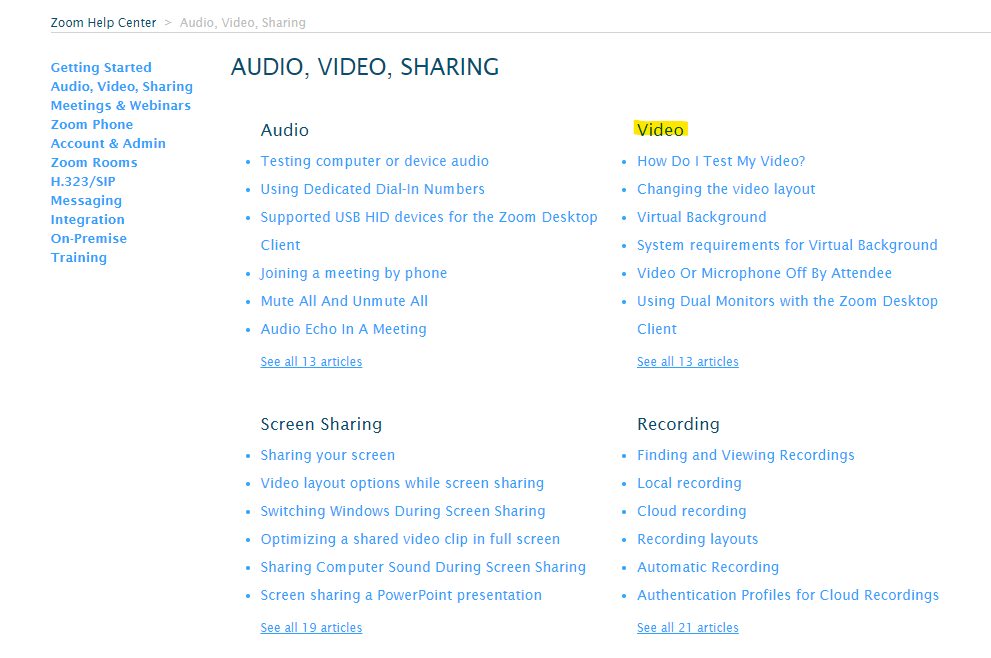 Zoom Help Center > Audio, Video, Sharing
Getting Started
Audio, Video, Sharing
Meetings & Webinars
Zoom Phone
Account & Admin
Zoom Rooms
H.323/SIP
Messaging
Integration
On-Premise
Training
AUDIO, VIDEO, SHARING
Audio
• Testing computer or device audio
• Using Dedicated Dial-In Numbers
• Supported USB HID devices for the Zoom Desktop
Client
• Joining a meeting by phone
• Mute All And Unmute All
• Audio Echo In A Meeting
See all 13 articles
Video
• How Do I Test My Video?
• Changing the video layout
• Virtual Background
• System requirements for Virtual Background
• Video Or Microphone Off By Attendee
• Using Dual Monitors with the Zoom Desktop
Client
See all 13 articles
Screen Sharing
• Sharing your screen
• Video layout options while screen sharing
• Switching Windows During Screen Sharing
• Optimizing a shared video clip in full screen
• Sharing Computer Sound During Screen Sharing
• Screen sharing a PowerPoint presentation
See all 19 articles
Recording
• Finding and Viewing Recordings
• Local recording
• Cloud recording
• Recording layouts
• Automatic Recording
• Authentication Profiles for Cloud Recordings
See all 21 articles